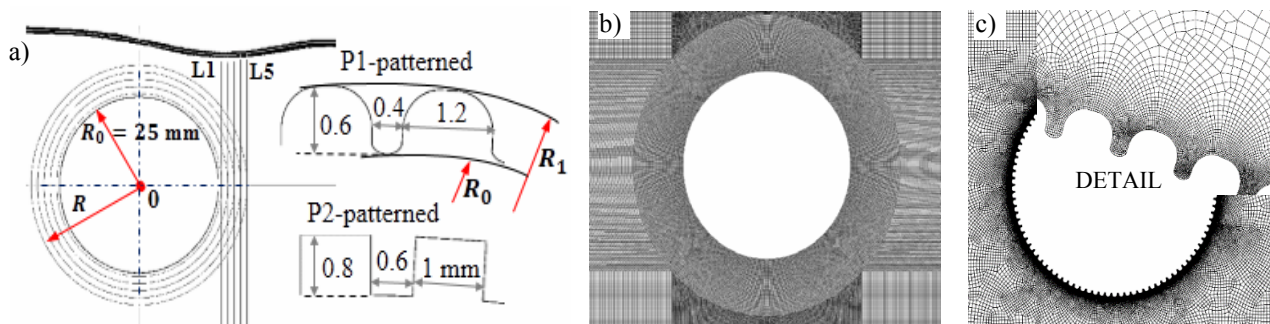 a)
L1 L5
R₀ = 25 mm
R
0
P1-patterned
0.4
1.2
0.6
R₁
R₀
P2-patterned
0.8
0.6
1 mm
b)
c)
DETAIL